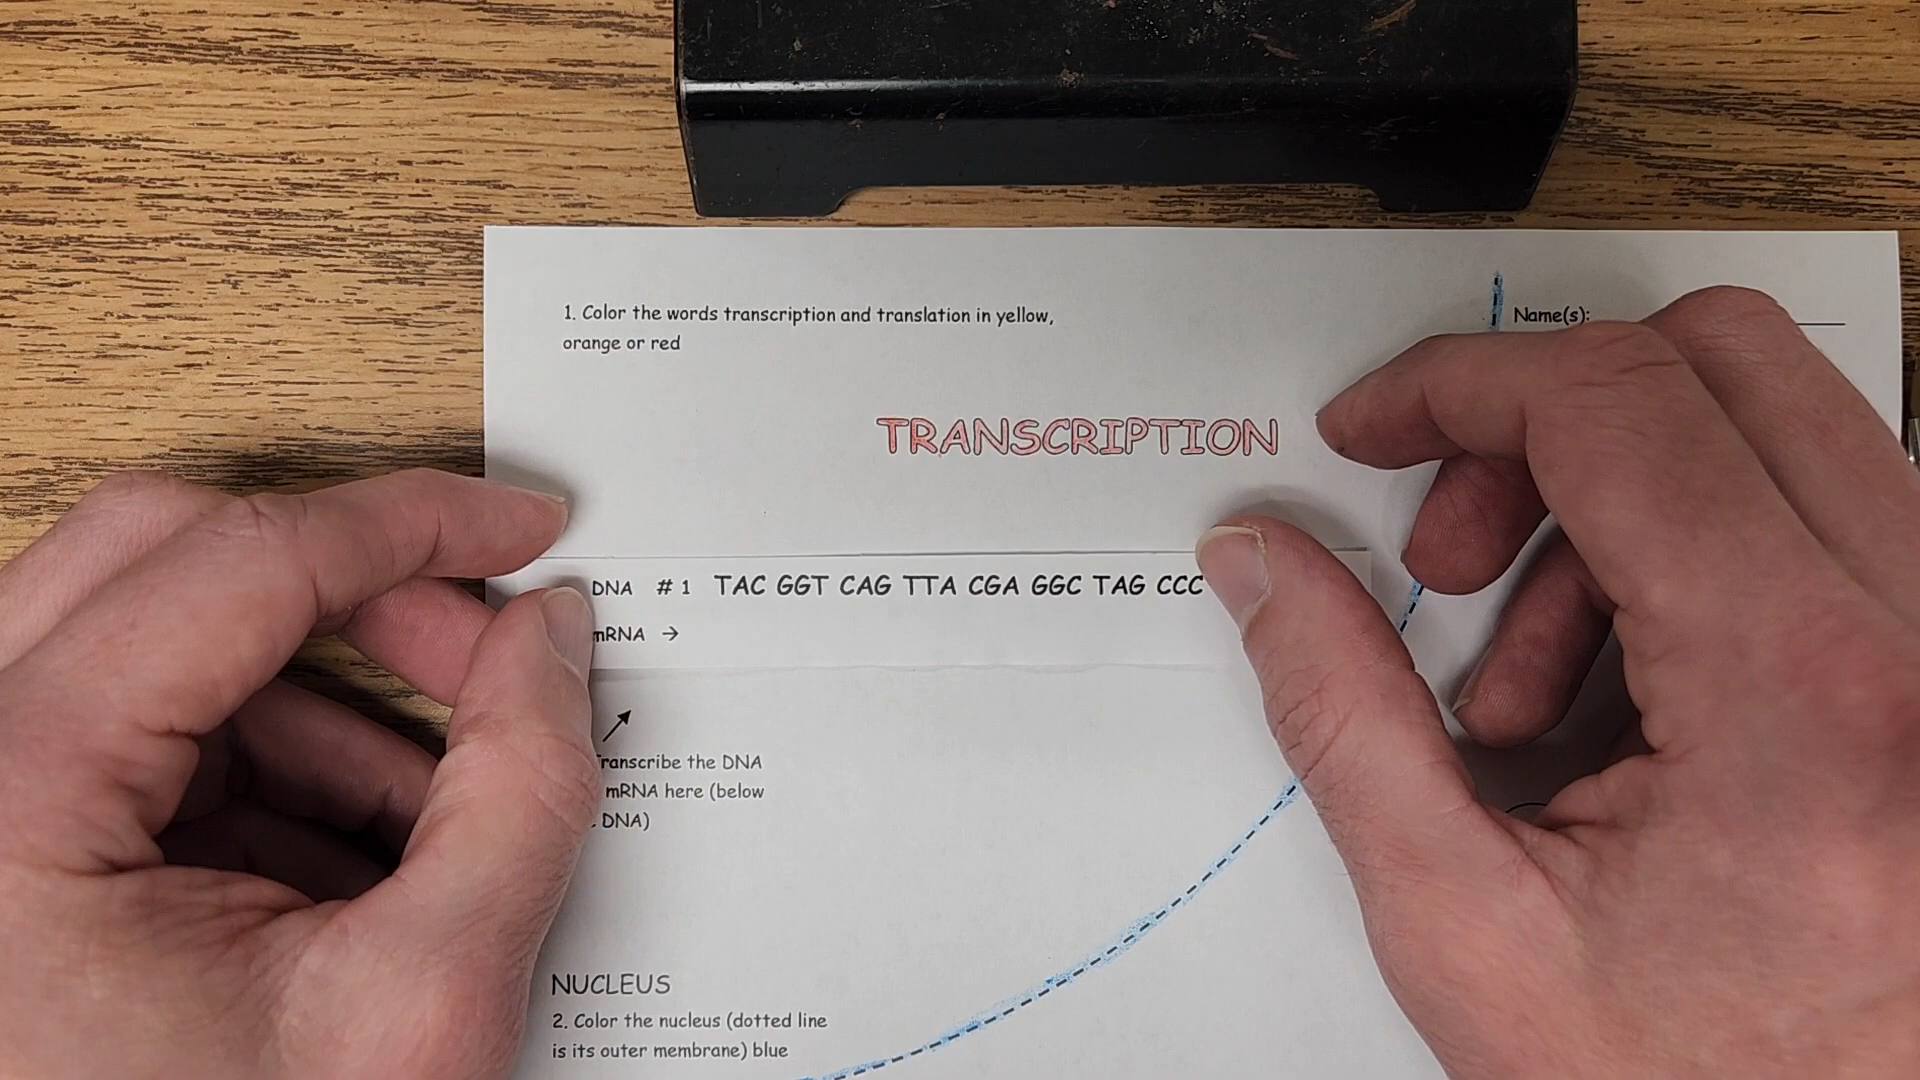 1. Color the words transcription and translation in yellow,
orange or red
Name(s):
TRANSCRIPTION
DNA # 1 TAC GGT CAG TTA CGA GGC TAG CCC
mRNA →
Transcribe the DNA
mRNA here (below
DNA)
NUCLEUS
2. Color the nucleus (dotted line
is its outer membrane) blue